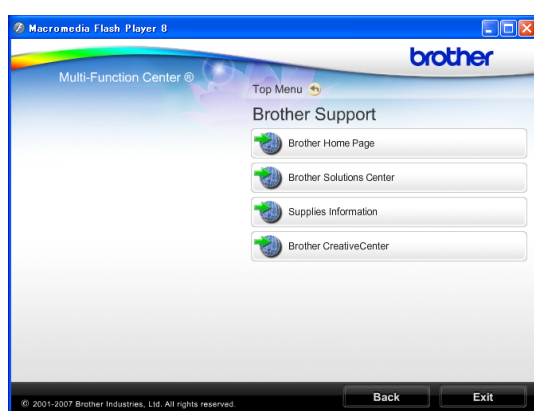 Macromedia Flash Player 8
brother
Multi-Function Center ®
Top Menu
Brother Support
Brother Home Page
Brother Solutions Center
Supplies Information
Brother CreativeCenter
© 2001-2007 Brother Industries, Ltd. All rights reserved.
Back
Exit